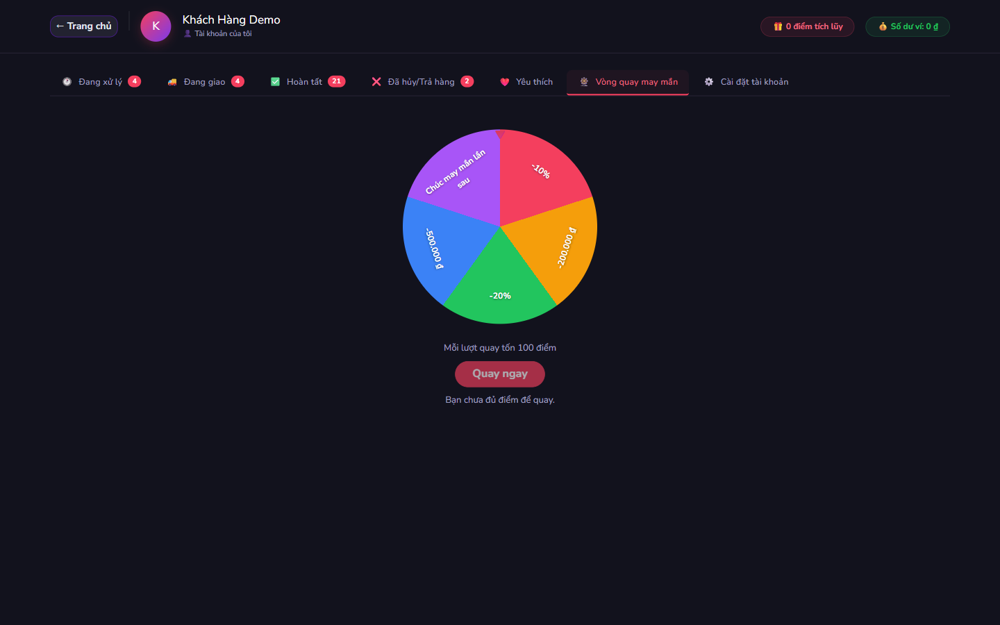 ← Trang chủ
K
Khách Hàng Demo
Tài khoản của tôi
0 điểm tích lũy
Số dư ví: 0 ₫
Đang xử lý 4
Đang giao 4
Hoàn tất 21
Đã hủy/Trả hàng 2
Yêu thích
Vòng quay may mắn
Cài đặt tài khoản
Chúc may mắn lần
sau
-10%
-500.000 ₫
-200.000 ₫
-20%
Mỗi lượt quay tốn 100 điểm
Quay ngay
Bạn chưa đủ điểm để quay.